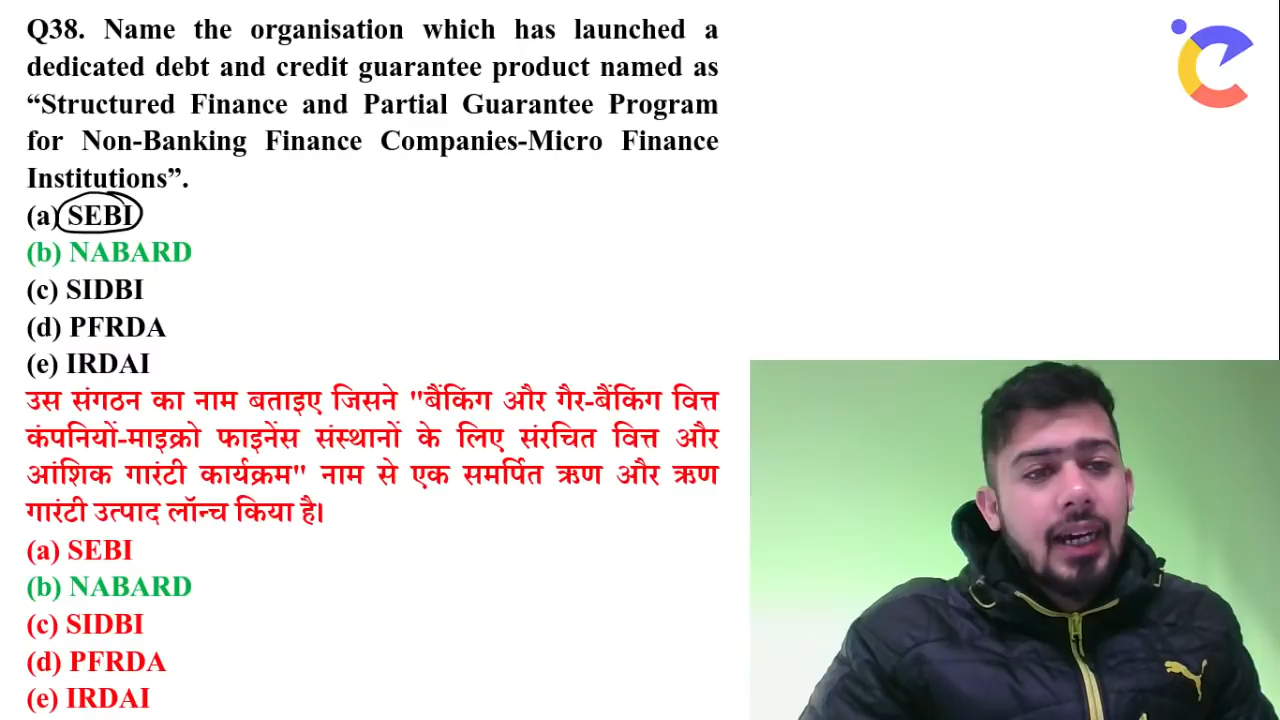 Q38. Name the organisation which has launched a
dedicated debt and credit guarantee product named as
“Structured Finance and Partial Guarantee Program
for Non-Banking Finance Companies-Micro Finance
Institutions”.
(a) SEBI
(b) NABARD
(c) SIDBI
(d) PFRDA
(e) IRDAI
उस संगठन का नाम बताइए जिसने "बैंकिंग और गैर-बैंकिंग वित्त
कंपनियों-माइक्रो फाइनेंस संस्थानों के लिए संरचित वित्त और
आंशिक गारंटी कार्यक्रम" नाम से एक समर्पित ऋण और ऋण
गारंटी उत्पाद लॉन्च किया है।
(a) SEBI
(b) NABARD
(c) SIDBI
(d) PFRDA
(e) IRDAI